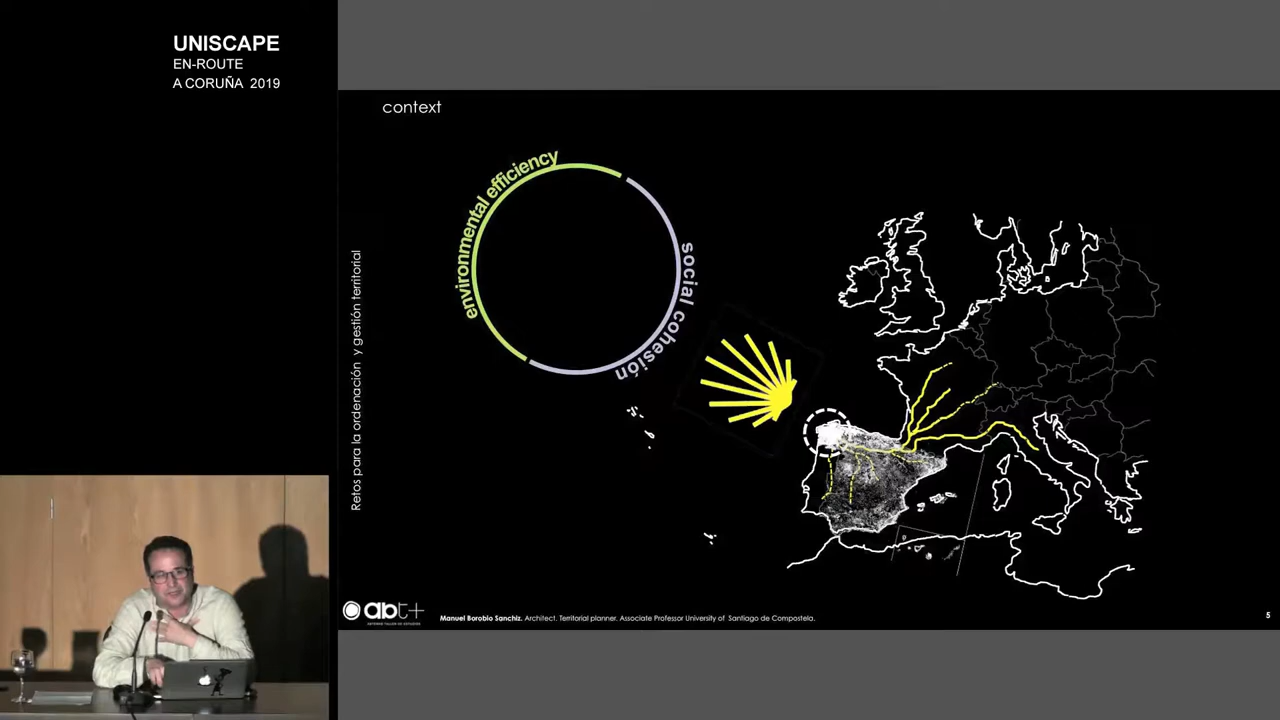 UNISCAPE
EN-ROUTE
A CORUÑA 2019
context
environmental efficiency
social cohesión
Retos para la ordenación y gestión territorial
abt+
Manuel Borobio Sanchiz. Architect. Territorial planner. Associate Professor University of Santiago de Compostela.
5